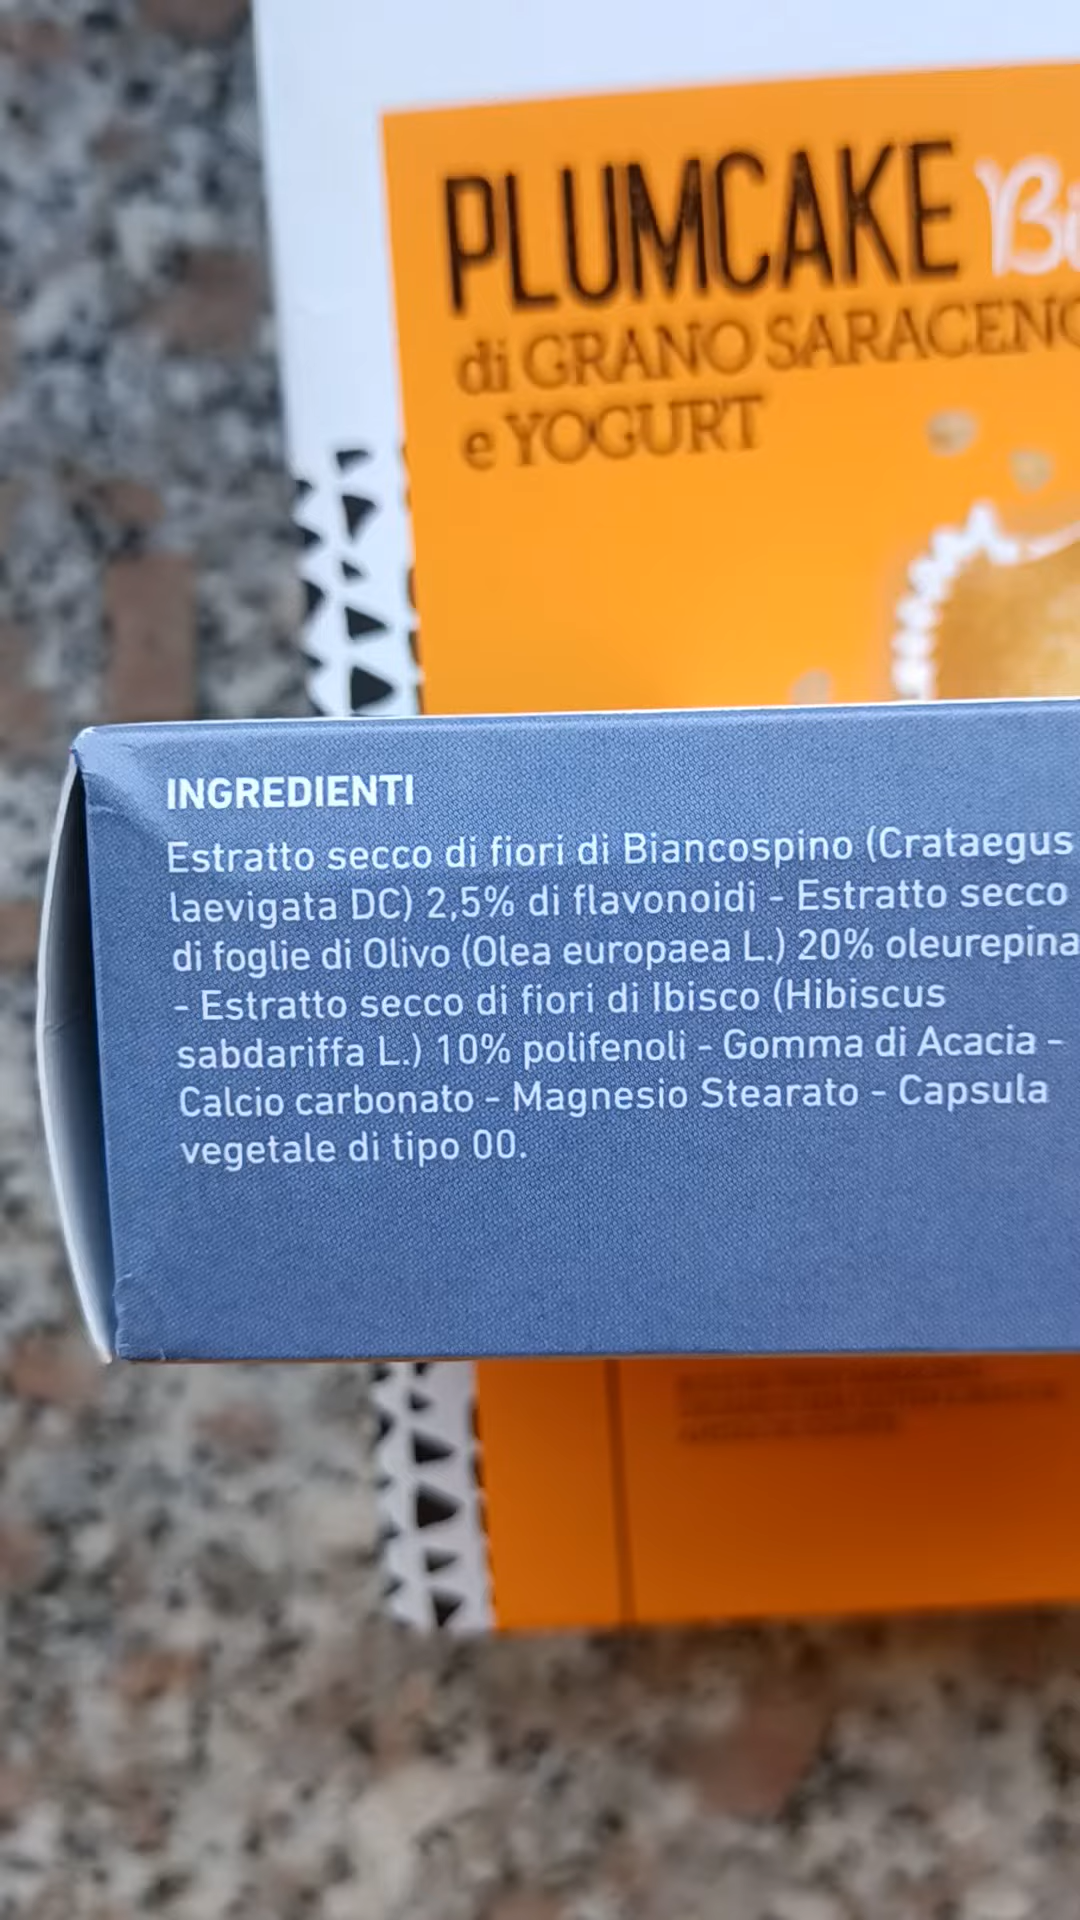 PLUMCAKE Bi
di GRANO SARACENO
e YOGURT
INGREDIENTI
Estratto secco di fiori di Biancospino (Crataegus
laevigata DC) 2,5% di flavonoidi - Estratto secco
di foglie di Olivo (Olea europaea L.) 20% oleurepina
- Estratto secco di fiori di Ibisco (Hibiscus
sabdariffa L.) 10% polifenoli - Gomma di Acacia -
Calcio carbonato - Magnesio Stearato - Capsula
vegetale di tipo 00.